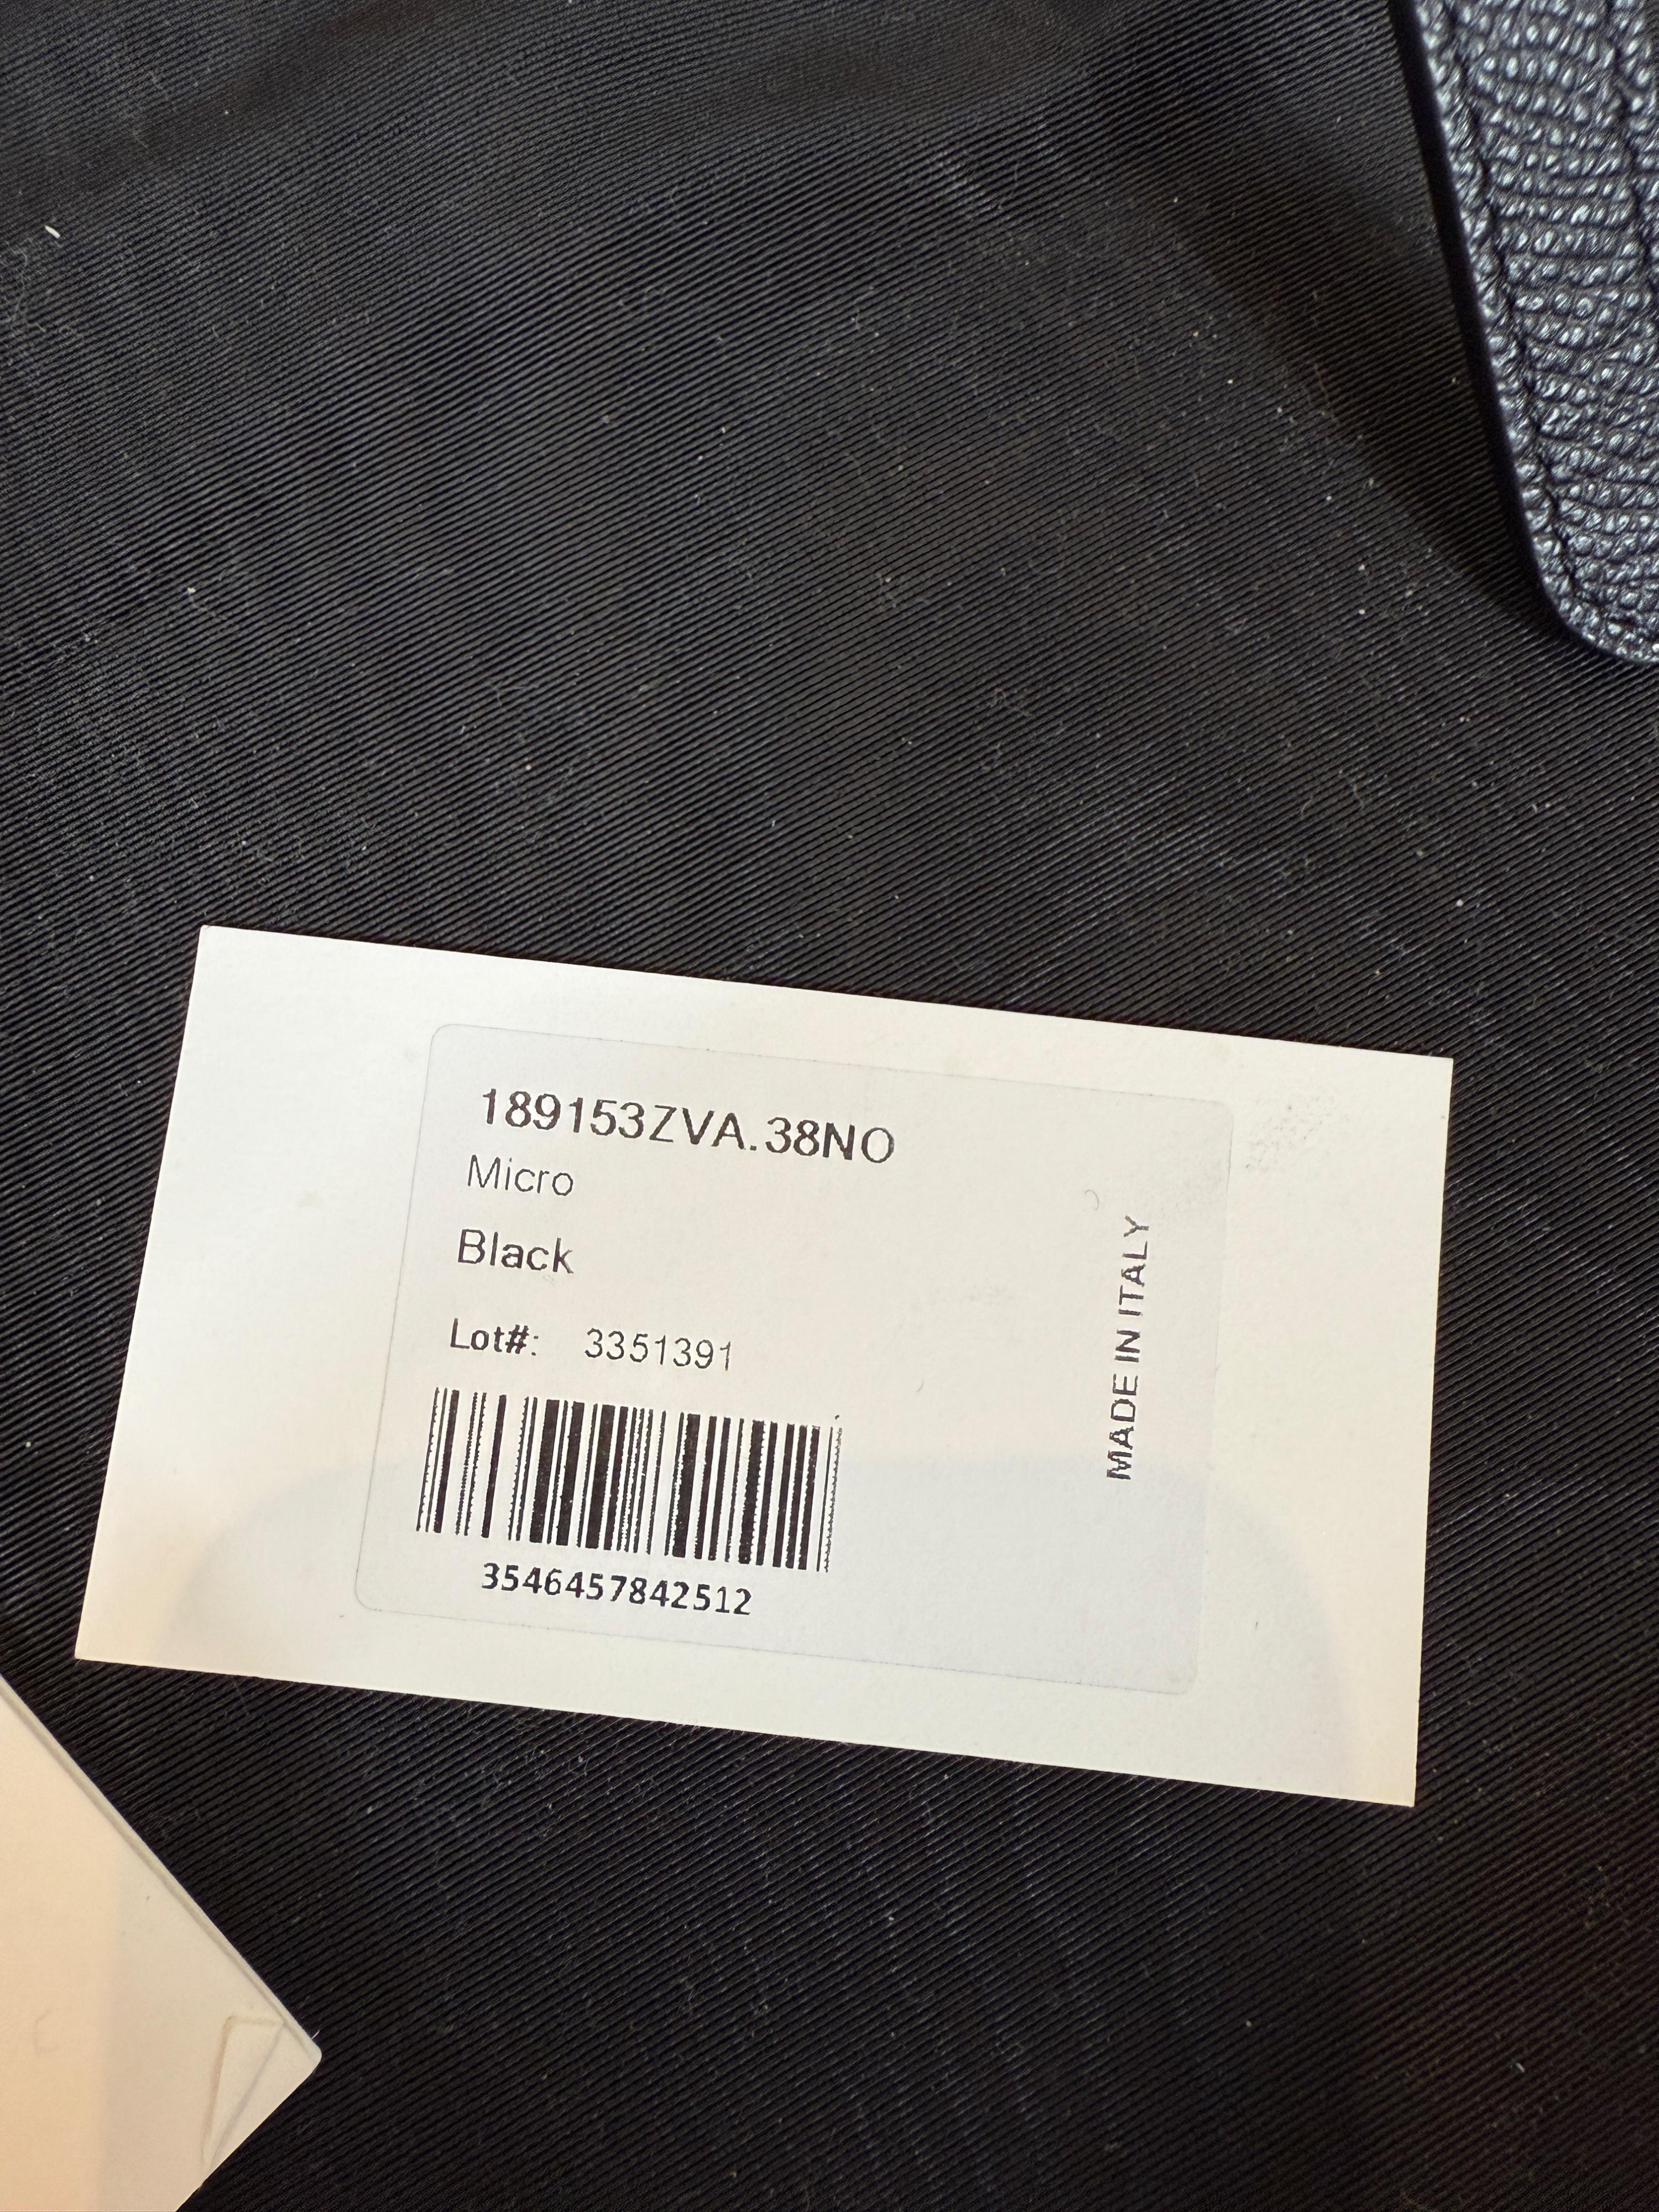 189153ZVA.38NO
Micro
Black
Lot#: 3351391
3546457842512
MADE IN ITALY